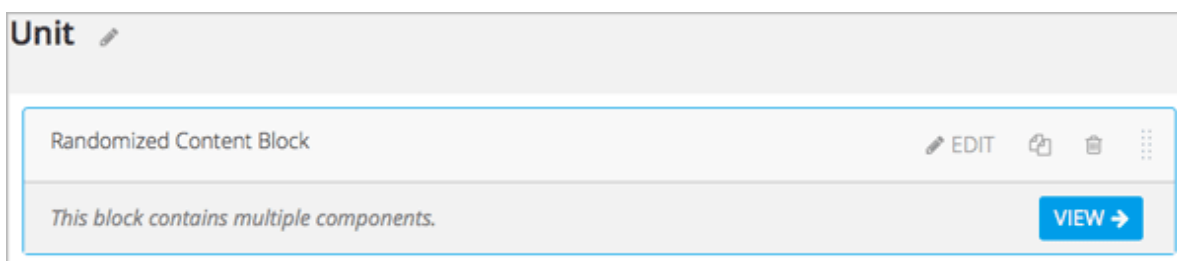 Unit
Randomized Content Block EDIT
This block contains multiple components. VIEW